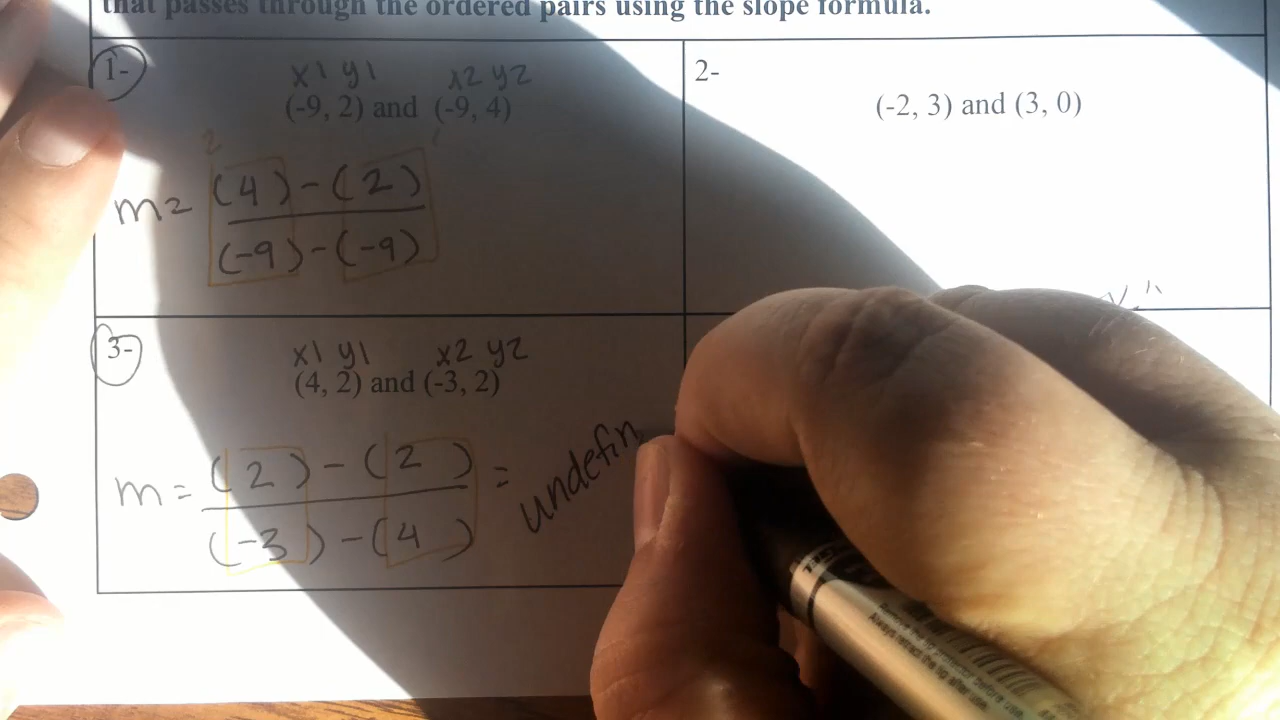 that passes through the ordered pairs using the slope formula.
1-
x1 y1 x2 y2
(-9, 2) and (-9, 4)
m= (4)-(2)
(-9)-(-9)
2-
(-2, 3) and (3, 0)
3-
x1 y1 x2 y2
(4, 2) and (-3, 2)
m = (2) - (2) = undefin
(-3) - (4)